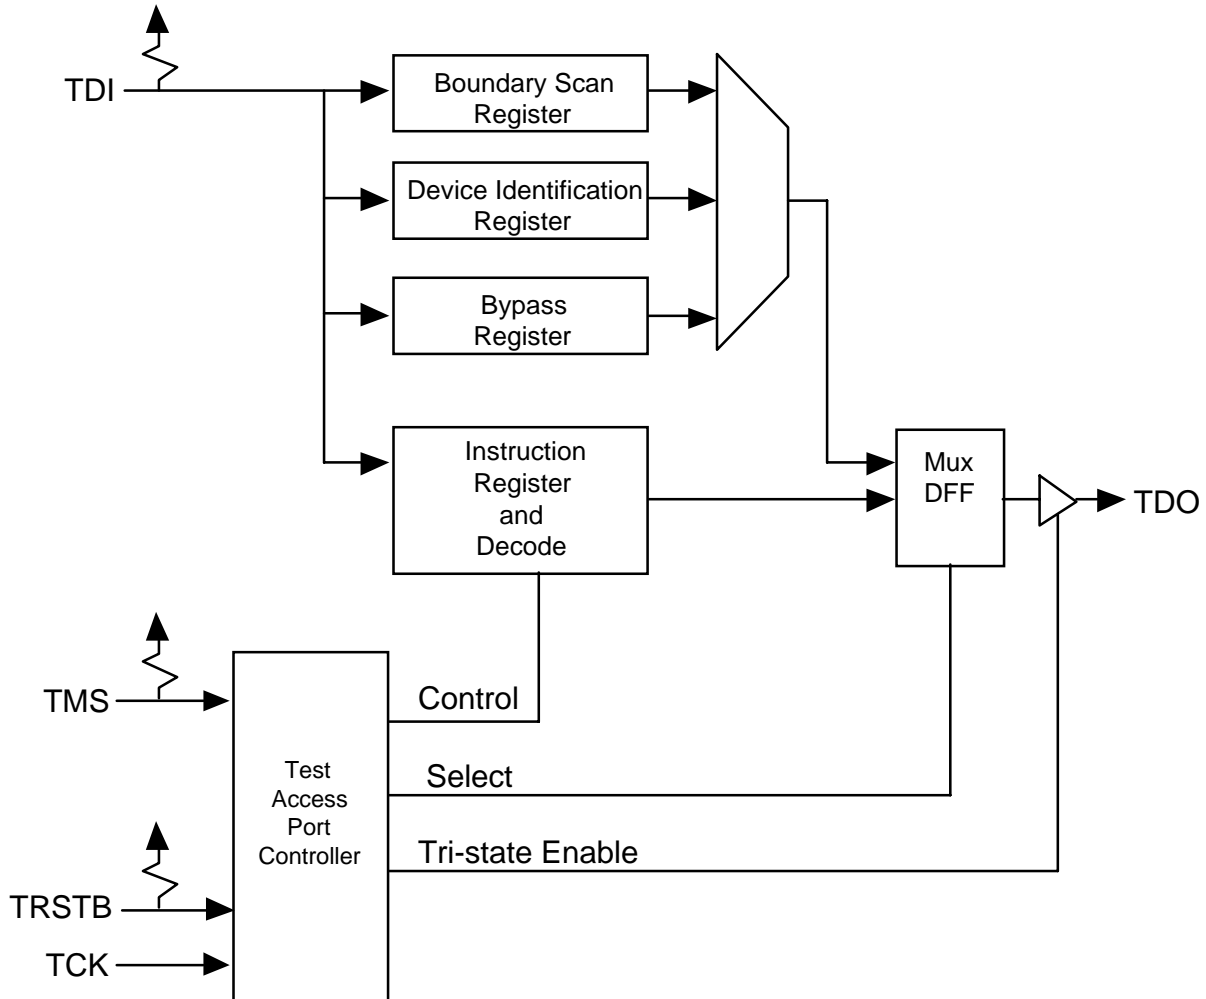 TDI
Boundary Scan
Register
Device Identification
Register
Bypass
Register
Instruction
Register
and
Decode
Mux
DFF
TDO
TMS
Control
Select
Test
Access
Port
Controller
Tri-state Enable
TRSTB
TCK